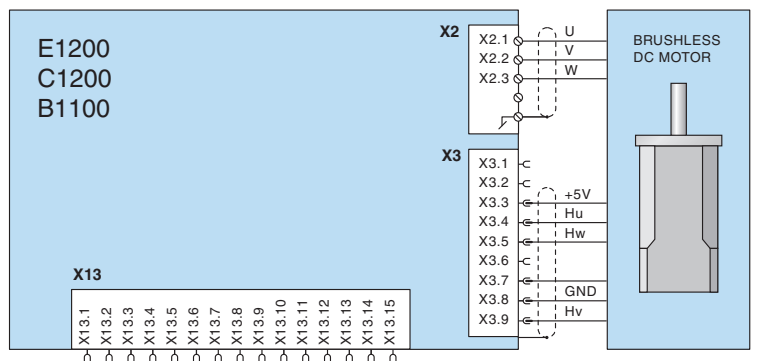 E1200
C1200
B1100
X2
X2.1
X2.2
X2.3
U
V
W
BRUSHLESS
DC MOTOR
X3
X3.1
X3.2
X3.3
X3.4
X3.5
X3.6
X3.7
X3.8
X3.9
+5V
Hu
Hw
GND
Hv
X13
X13.1
X13.2
X13.3
X13.4
X13.5
X13.6
X13.7
X13.8
X13.9
X13.10
X13.11
X13.12
X13.13
X13.14
X13.15